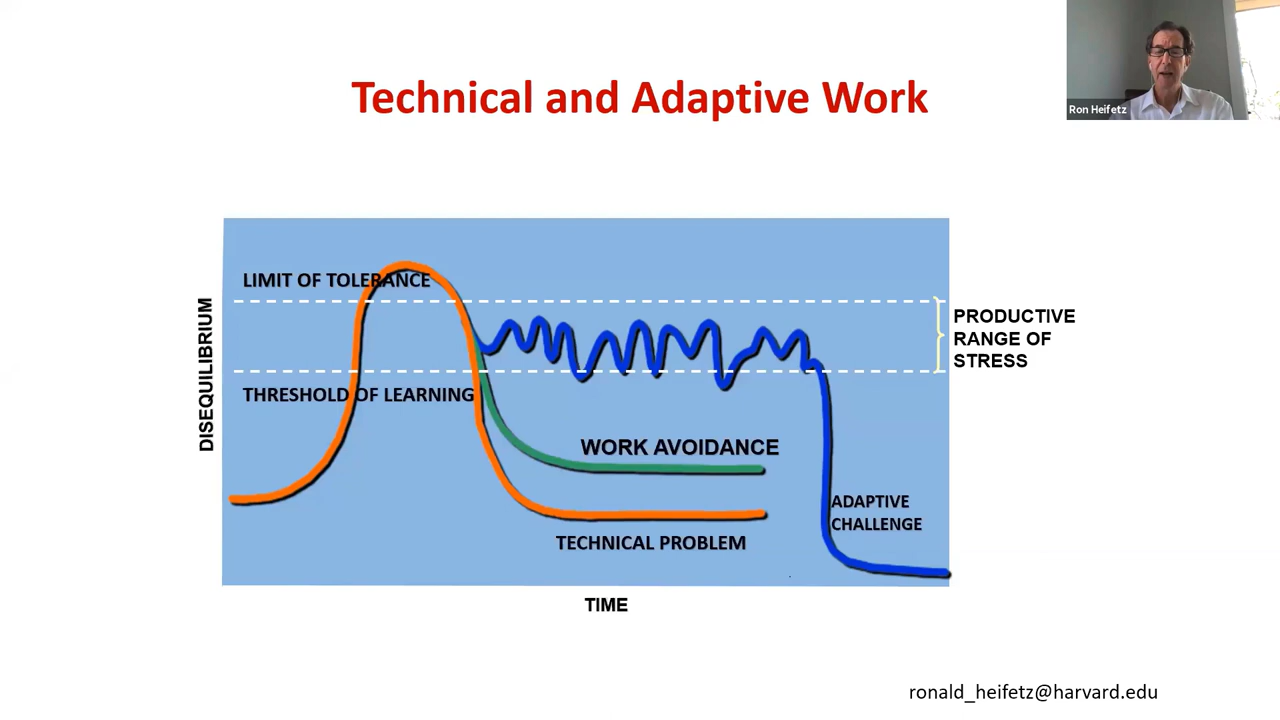 Technical and Adaptive Work
Ron Heifetz
LIMIT OF TOLERANCE
PRODUCTIVE
RANGE OF
STRESS
DISEQUILIBRIUM
THRESHOLD OF LEARNING
WORK AVOIDANCE
ADAPTIVE
CHALLENGE
TECHNICAL PROBLEM
TIME
ronald_heifetz@harvard.edu